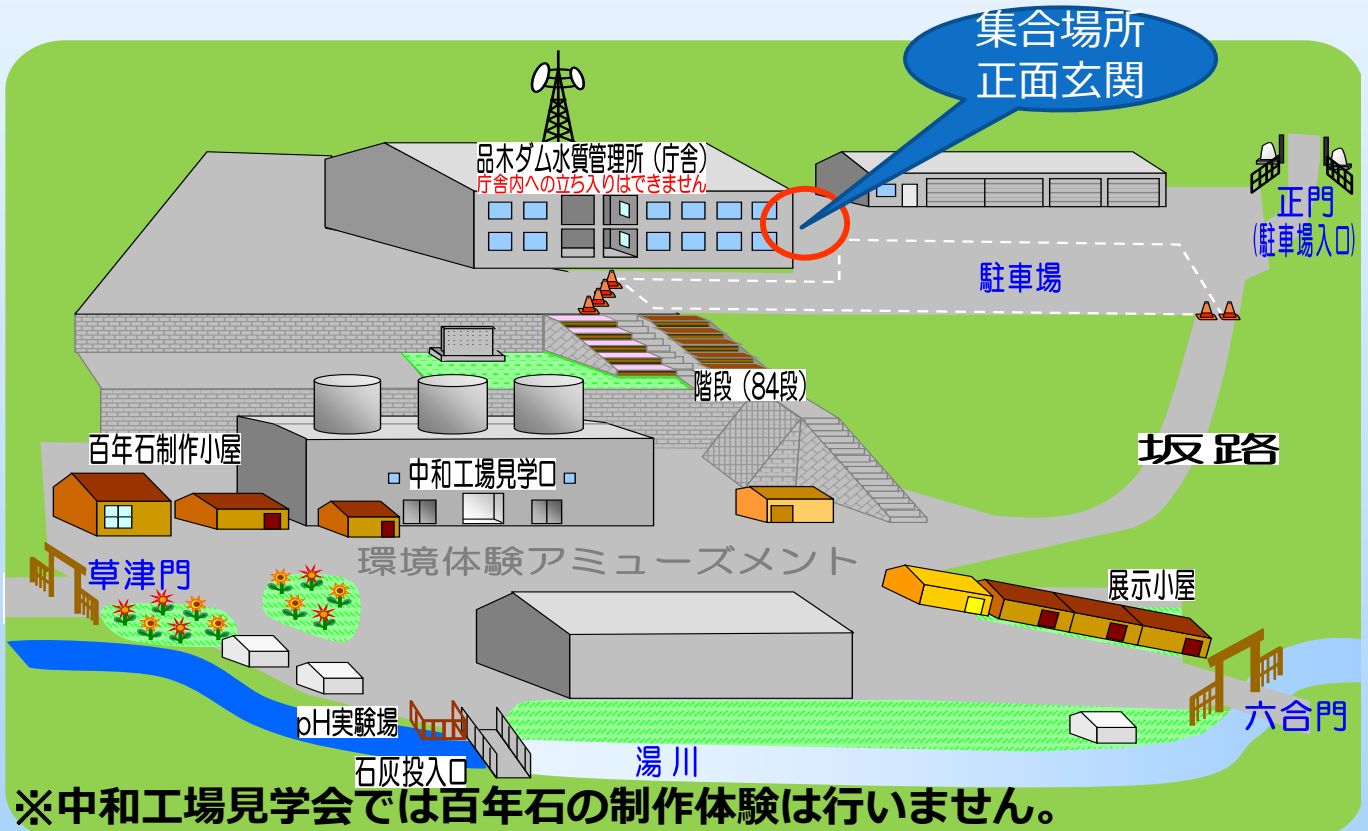 集合場所
正面玄関
品木ダム水質管理所（庁舎）
庁舎内への立ち入りはできません
正門
（駐車場入口）
駐車場
階段（84段）
坂路
百年石制作小屋
中和工場見学口
環境体験アミューズメント
草津門
展示小屋
六合門
pH実験場
湯川
石灰投入口
※中和工場見学会では百年石の制作体験は行いません。